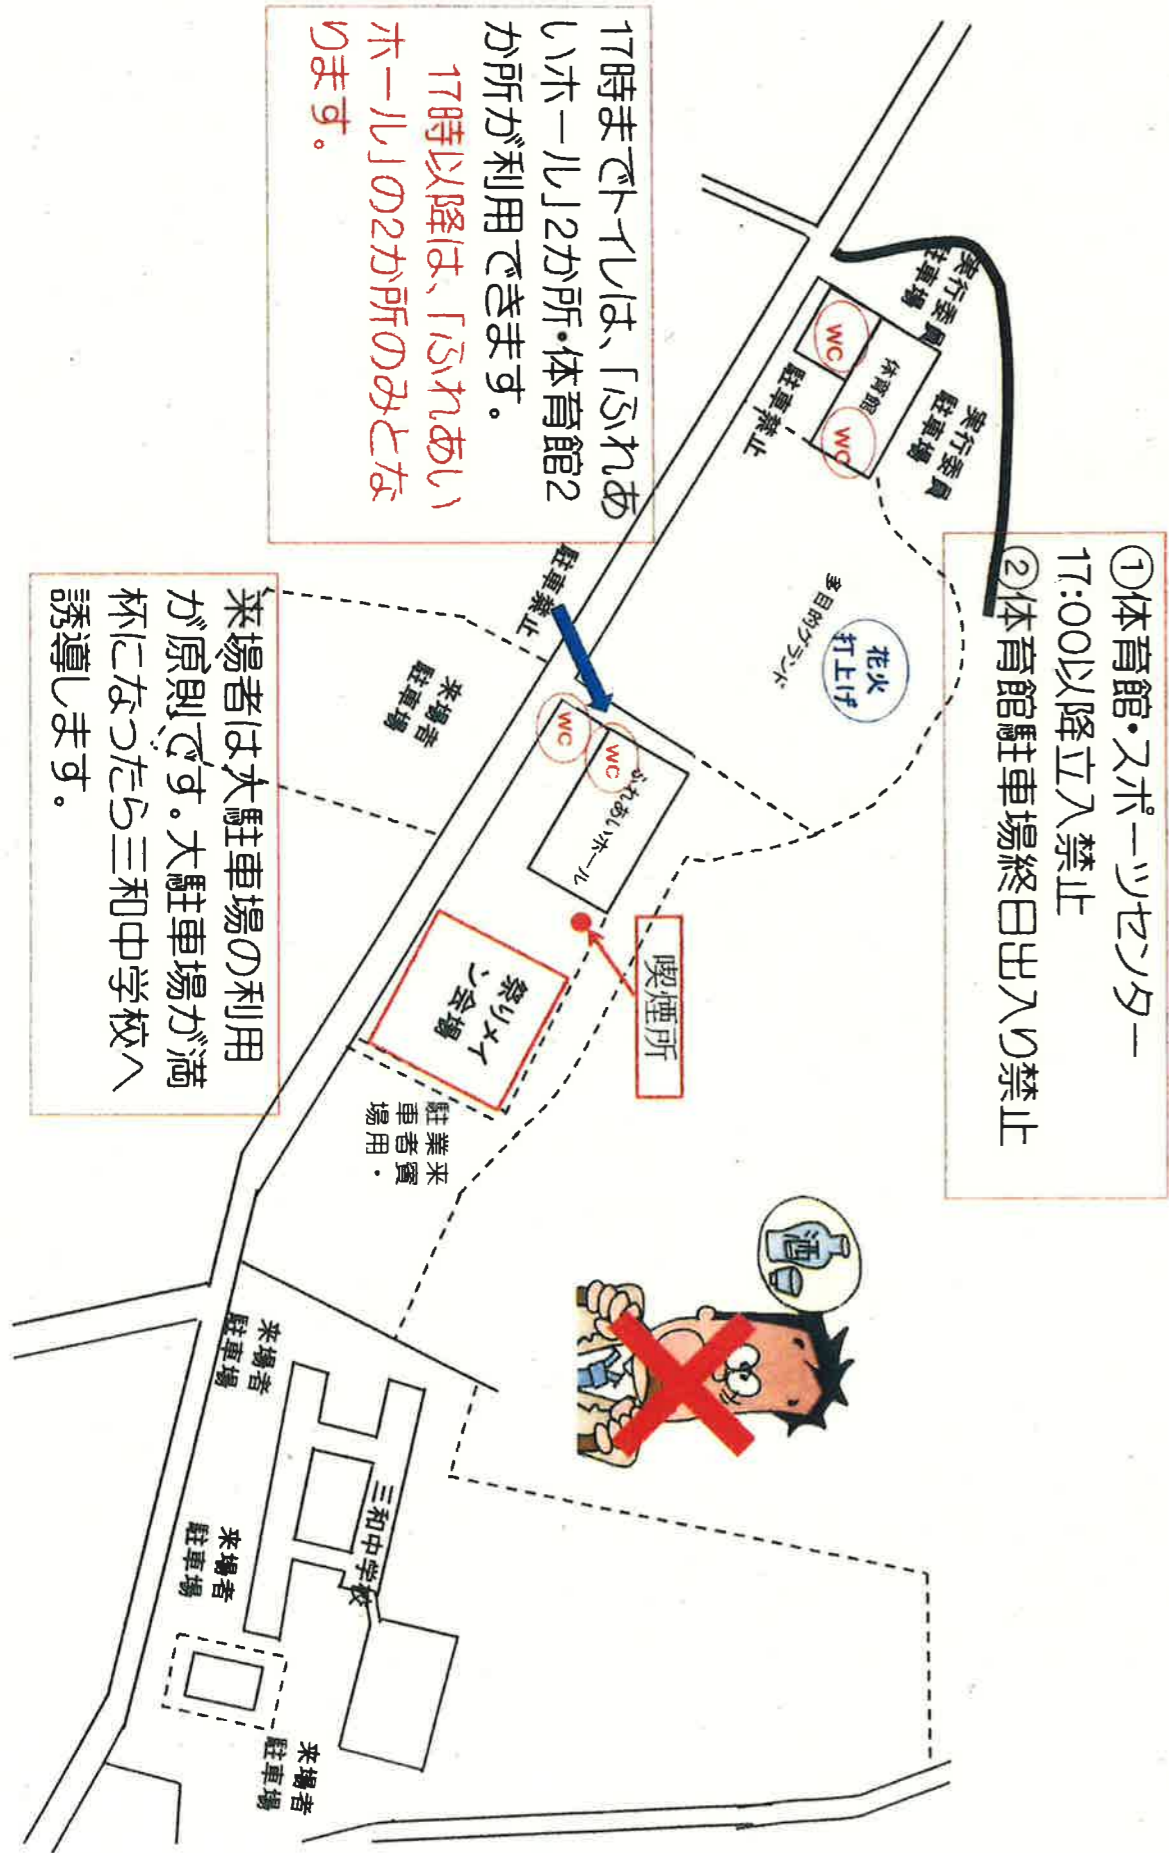 ①体育館・スポーツセンター
17:00以降立入禁止
②体育館駐車場終日出入り禁止
実行委員
駐車場
実行委員
駐車場
WC
体育館
WC
駐車禁止
花火
打上げ
多目的グランド
17時までトイレは、「ふれあ
いホール」2か所・体育館2
か所が利用できます。
17時以降は、「ふれあい
ホール」の2か所のみとな
ります。
駐車禁止
WC
WC
ふれあいホール
喫煙所
来場者
駐車場
祭りメイ
ン会場
来賓・
業者用
駐車場
来場者は大駐車場の利用
が原則です。大駐車場が満
杯になったら三和中学校へ
誘導します。
酒
来場者
駐車場
三和中学校
来場者
駐車場
来場者
駐車場